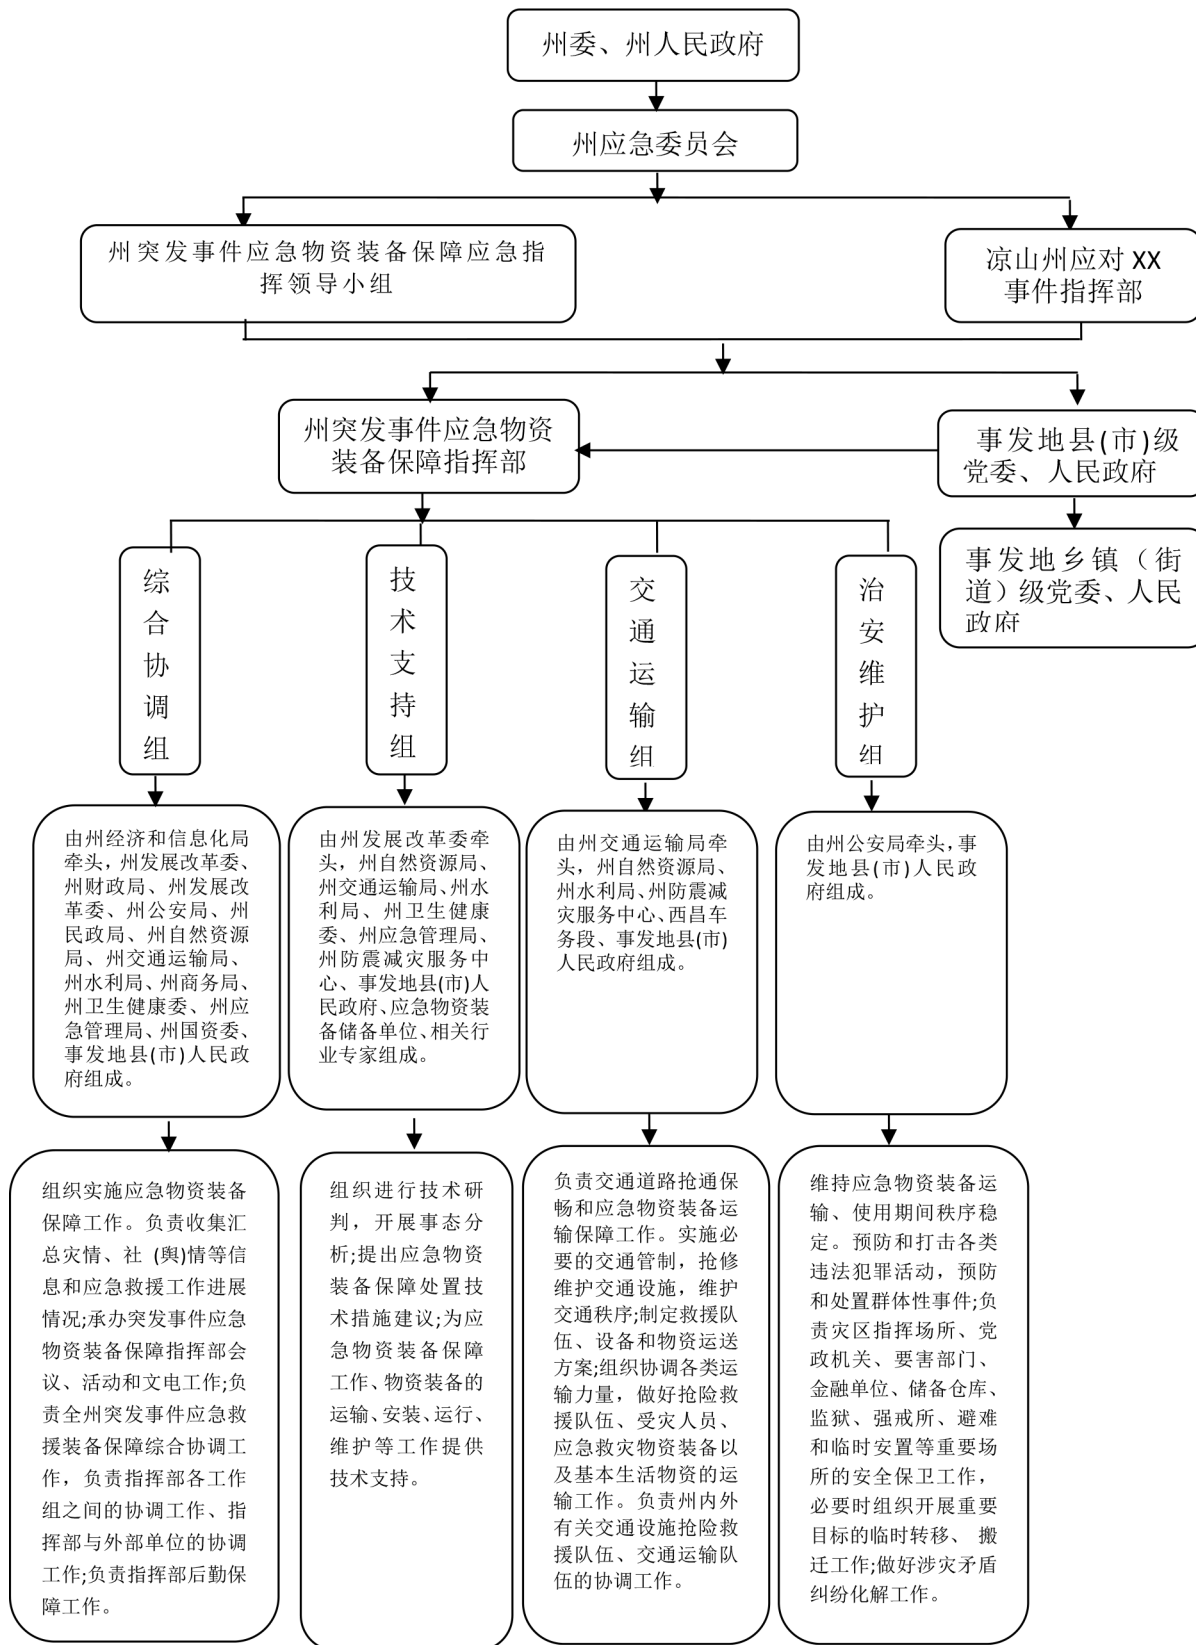 州委、州人民政府
州应急委员会
州突发事件应急物资装备保障应急指
挥领导小组
凉山州应对 XX
事件指挥部
州突发事件应急物资
装备保障指挥部
事发地县(市)级
党委、人民政府
事发地乡镇（街
道）级党委、人民
政府
综
合
协
调
组
技
术
支
持
组
交
通
运
输
组
治
安
维
护
组
由州经济和信息化局
牵头，州发展改革委、
州财政局、州发展改
革委、州公安局、州
民政局、州自然资源
局、州交通运输局、
州水利局、州商务局、
州卫生健康委、州应
急管理局、州国资委、
事发地县(市)人民政
府组成。
由州发展改革委牵
头，州自然资源局、
州交通运输局、州水
利局、州卫生健康
委、州应急管理局、
州防震减灾服务中
心、事发地县(市)人
民政府、应急物资装
备储备单位、相关行
业专家组成。
由州交通运输局牵
头，州自然资源局、
州水利局、州防震减
灾服务中心、西昌车
务段、事发地县(市)
人民政府组成。
由州公安局牵头，事
发地县(市)人民政
府组成。
组织实施应急物资装备
保障工作。负责收集汇
总灾情、社 (舆)情等信
息和应急救援工作进展
情况;承办突发事件应急
物资装备保障指挥部会
议、活动和文电工作;负
责全州突发事件应急救
援装备保障综合协调工
作，负责指挥部各工作
组之间的协调工作、指
挥部与外部单位的协调
工作;负责指挥部后勤保
障工作。
组织进行技术研
判，开展事态分
析;提出应急物资
装备保障处置技
术措施建议;为应
急物资装备保障
工作、物资装备的
运输、安装、运行、
维护等工作提供
技术支持。
负责交通道路抢通保
畅和应急物资装备运
输保障工作。实施必
要的交通管制，抢修
维护交通设施，维护
交通秩序;制定救援队
伍、设备和物资运送
方案;组织协调各类运
输力量，做好抢险救
援队伍、受灾人员、
应急救灾物资装备以
及基本生活物资的运
输工作。负责州内外
有关交通设施抢险救
援队伍、交通运输队
伍的协调工作。
维持应急物资装备运
输、使用期间秩序稳
定。预防和打击各类
违法犯罪活动，预防
和处置群体性事件;负
责灾区指挥场所、党
政机关、要害部门、
金融单位、储备仓库、
监狱、强戒所、避难
和临时安置等重要场
所的安全保卫工作，
必要时组织开展重要
目标的临时转移、 搬
迁工作;做好涉灾矛盾
纠纷化解工作。